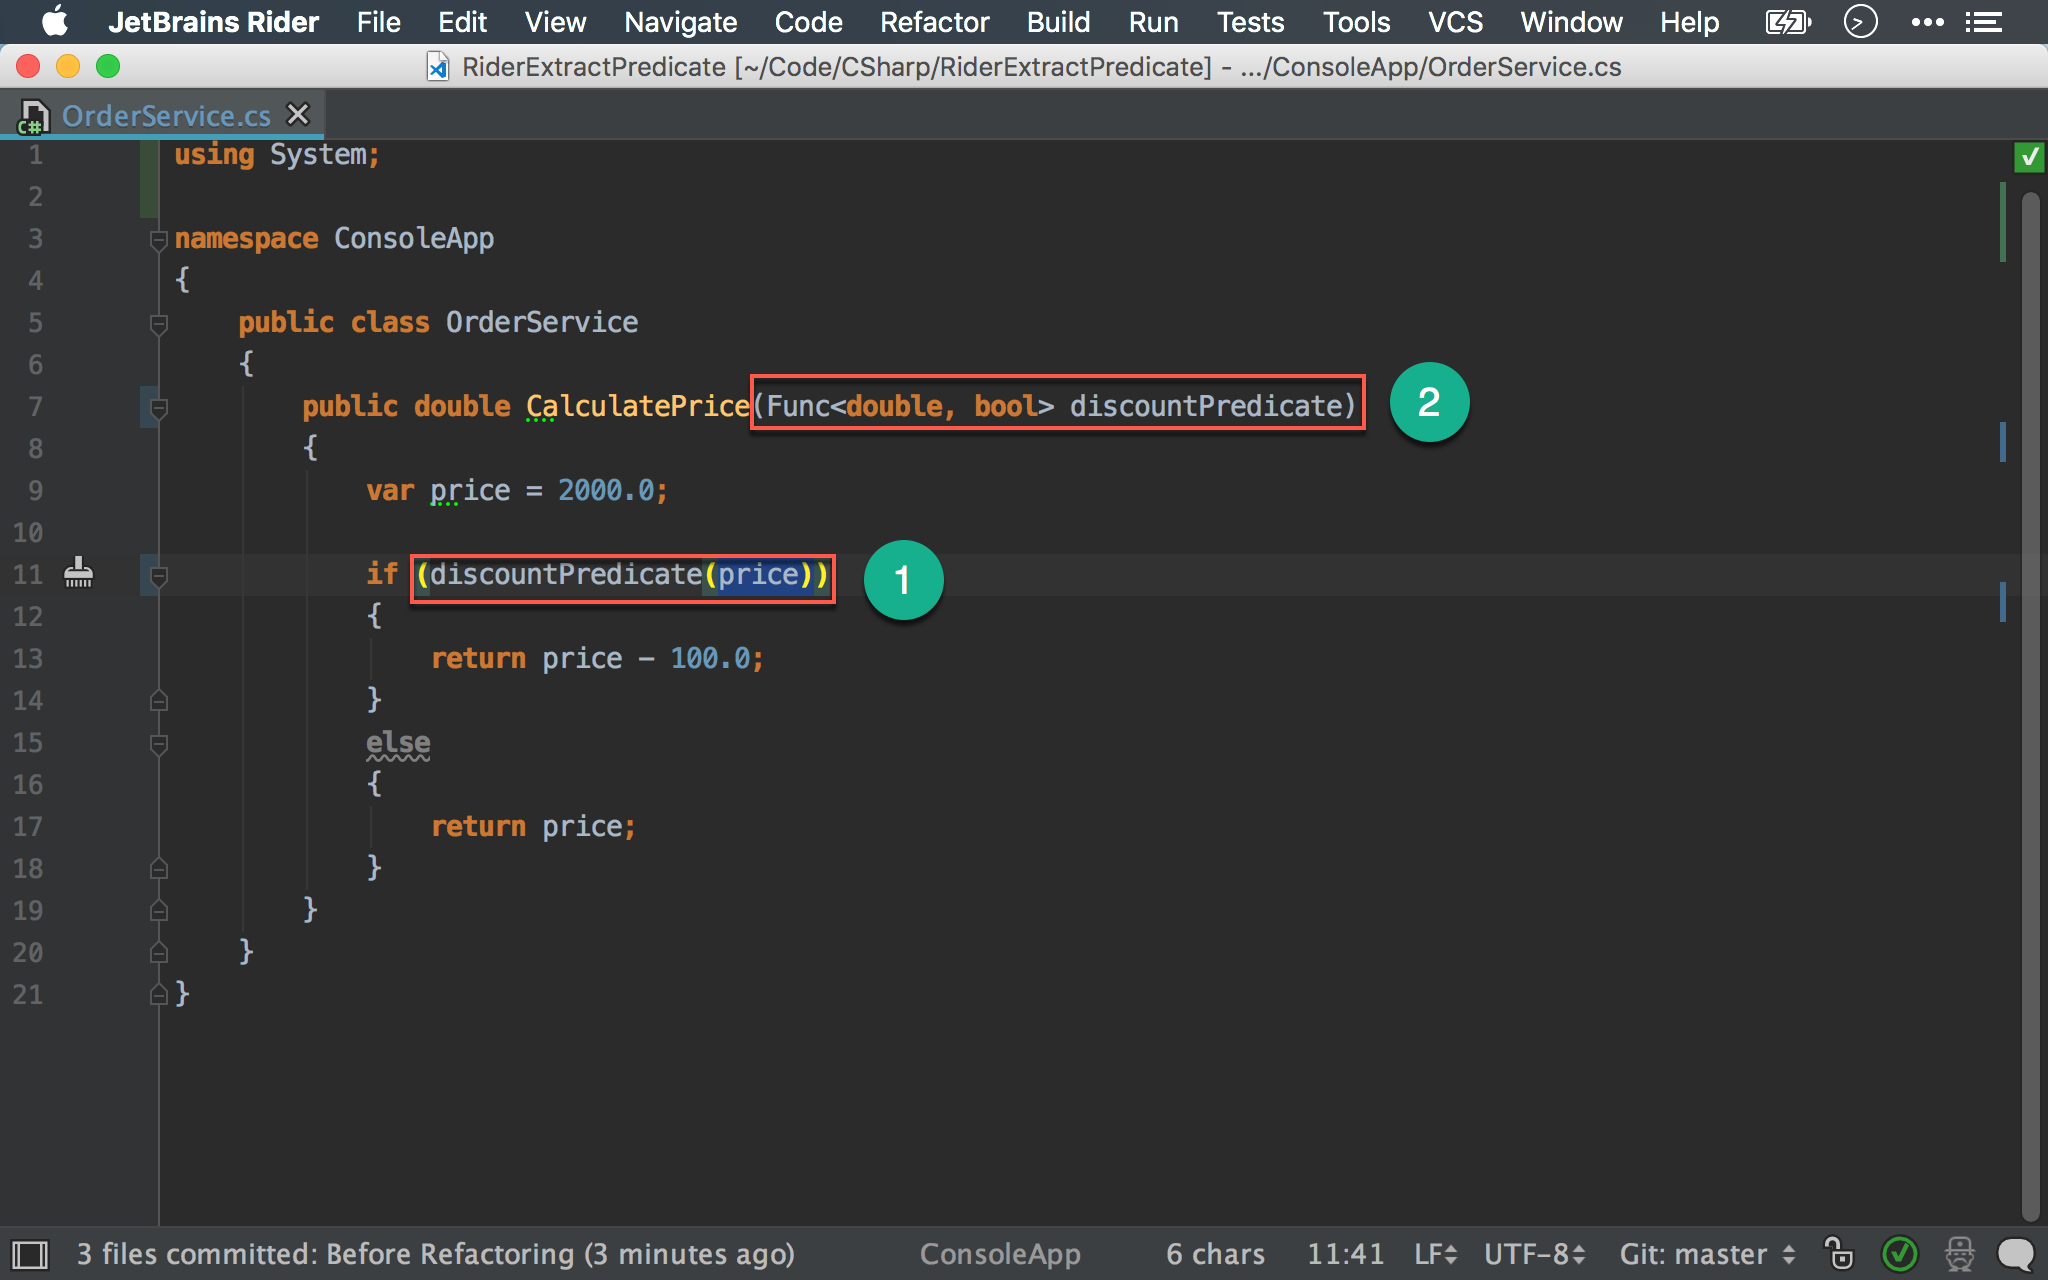 JetBrains Rider File Edit View Navigate Code Refactor Build Run Tests Tools VCS Window Help
RiderExtractPredicate [~/Code/CSharp/RiderExtractPredicate] - .../ConsoleApp/OrderService.cs
C# OrderService.cs
1 using System;
2
3 namespace ConsoleApp
4 {
5 public class OrderService
6 {
7 public double CalculatePrice(Func<double, bool> discountPredicate) 2
8 {
9 var price = 2000.0;
10
11 if (discountPredicate(price)) 1
12 {
13 return price - 100.0;
14 }
15 else
16 {
17 return price;
18 }
19 }
20 }
21 }
3 files committed: Before Refactoring (3 minutes ago) ConsoleApp 6 chars 11:41 LF UTF-8 Git: master